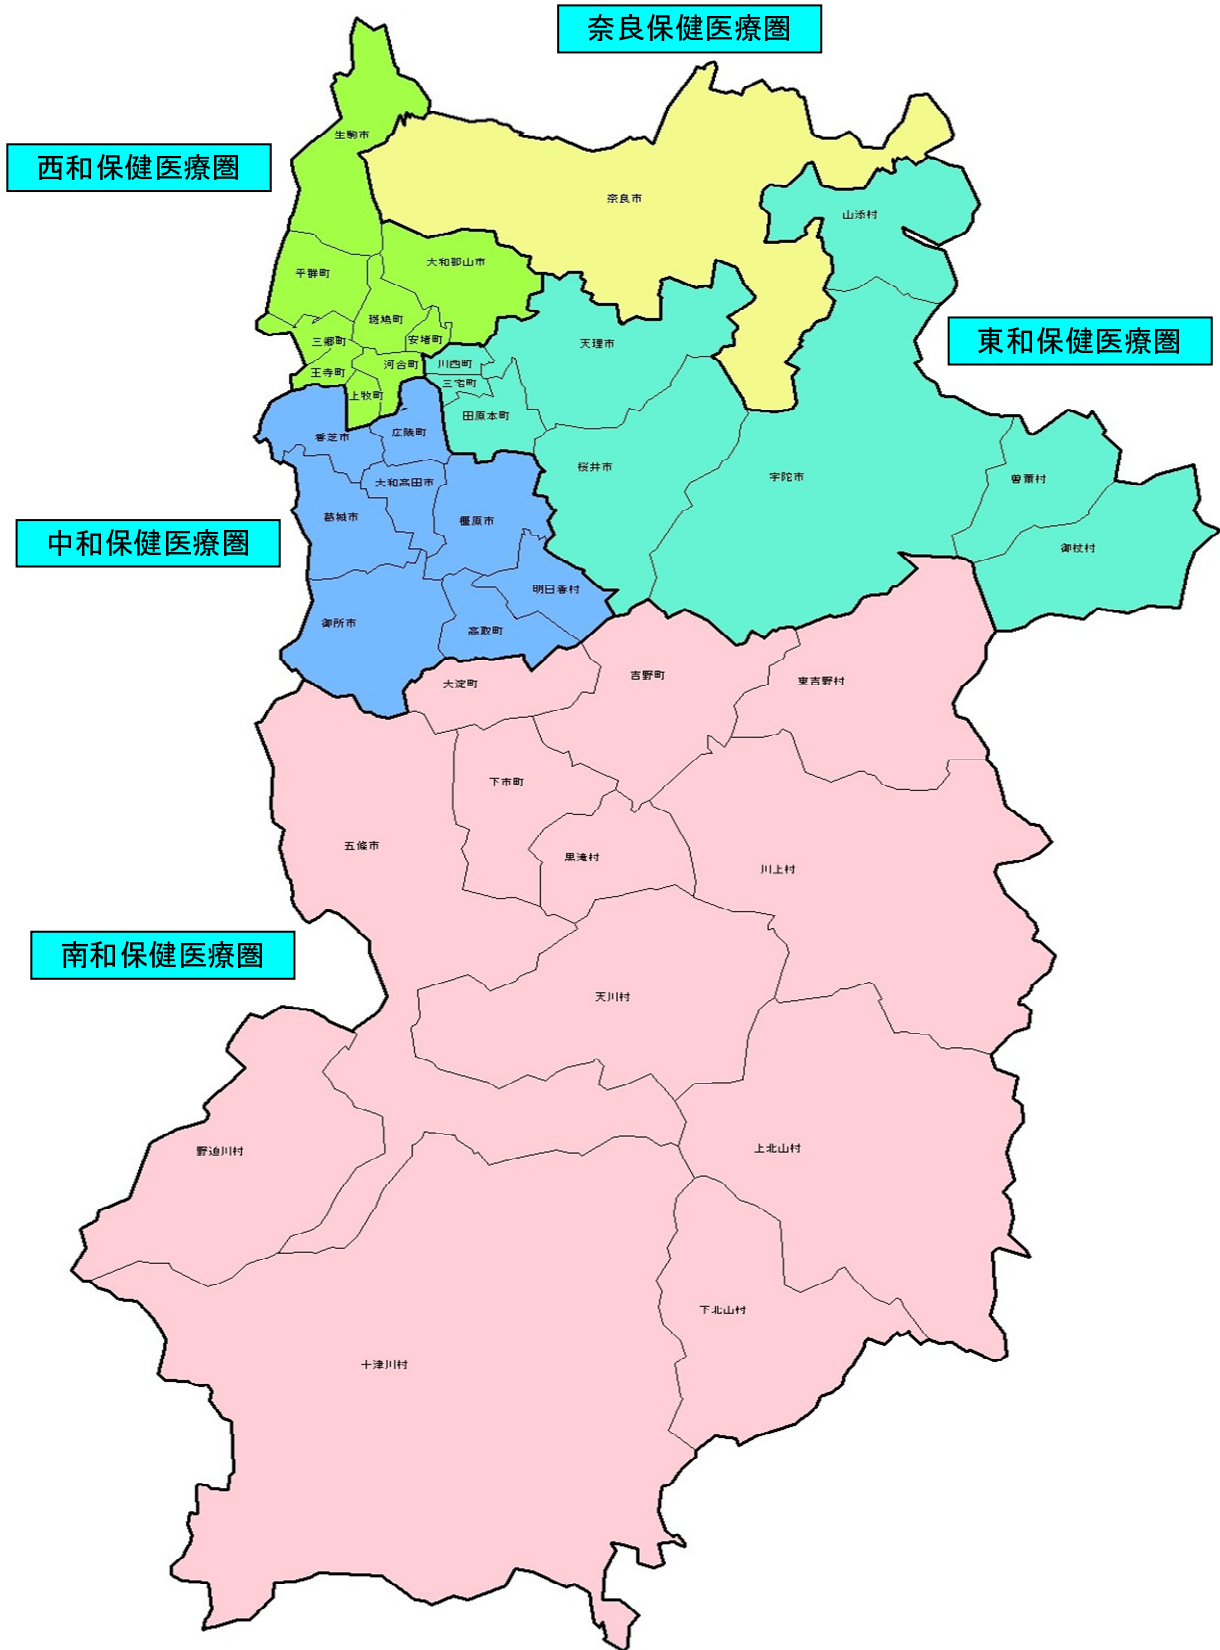 奈良保健医療圏
生駒市
西和保健医療圏
奈良市
山添村
平群町
大和郡山市
斑鳩町
三郷町
安堵町
天理市
東和保健医療圏
王寺町
河合町
川西町
三宅町
上牧町
田原本町
香芝市
広陵町
桜井市
宇陀市
曽爾村
大和高田市
葛城市
橿原市
中和保健医療圏
御杖村
明日香村
御所市
高取町
大淀町
吉野町
東吉野村
下市町
五條市
黒滝村
川上村
南和保健医療圏
天川村
野迫川村
上北山村
下北山村
十津川村